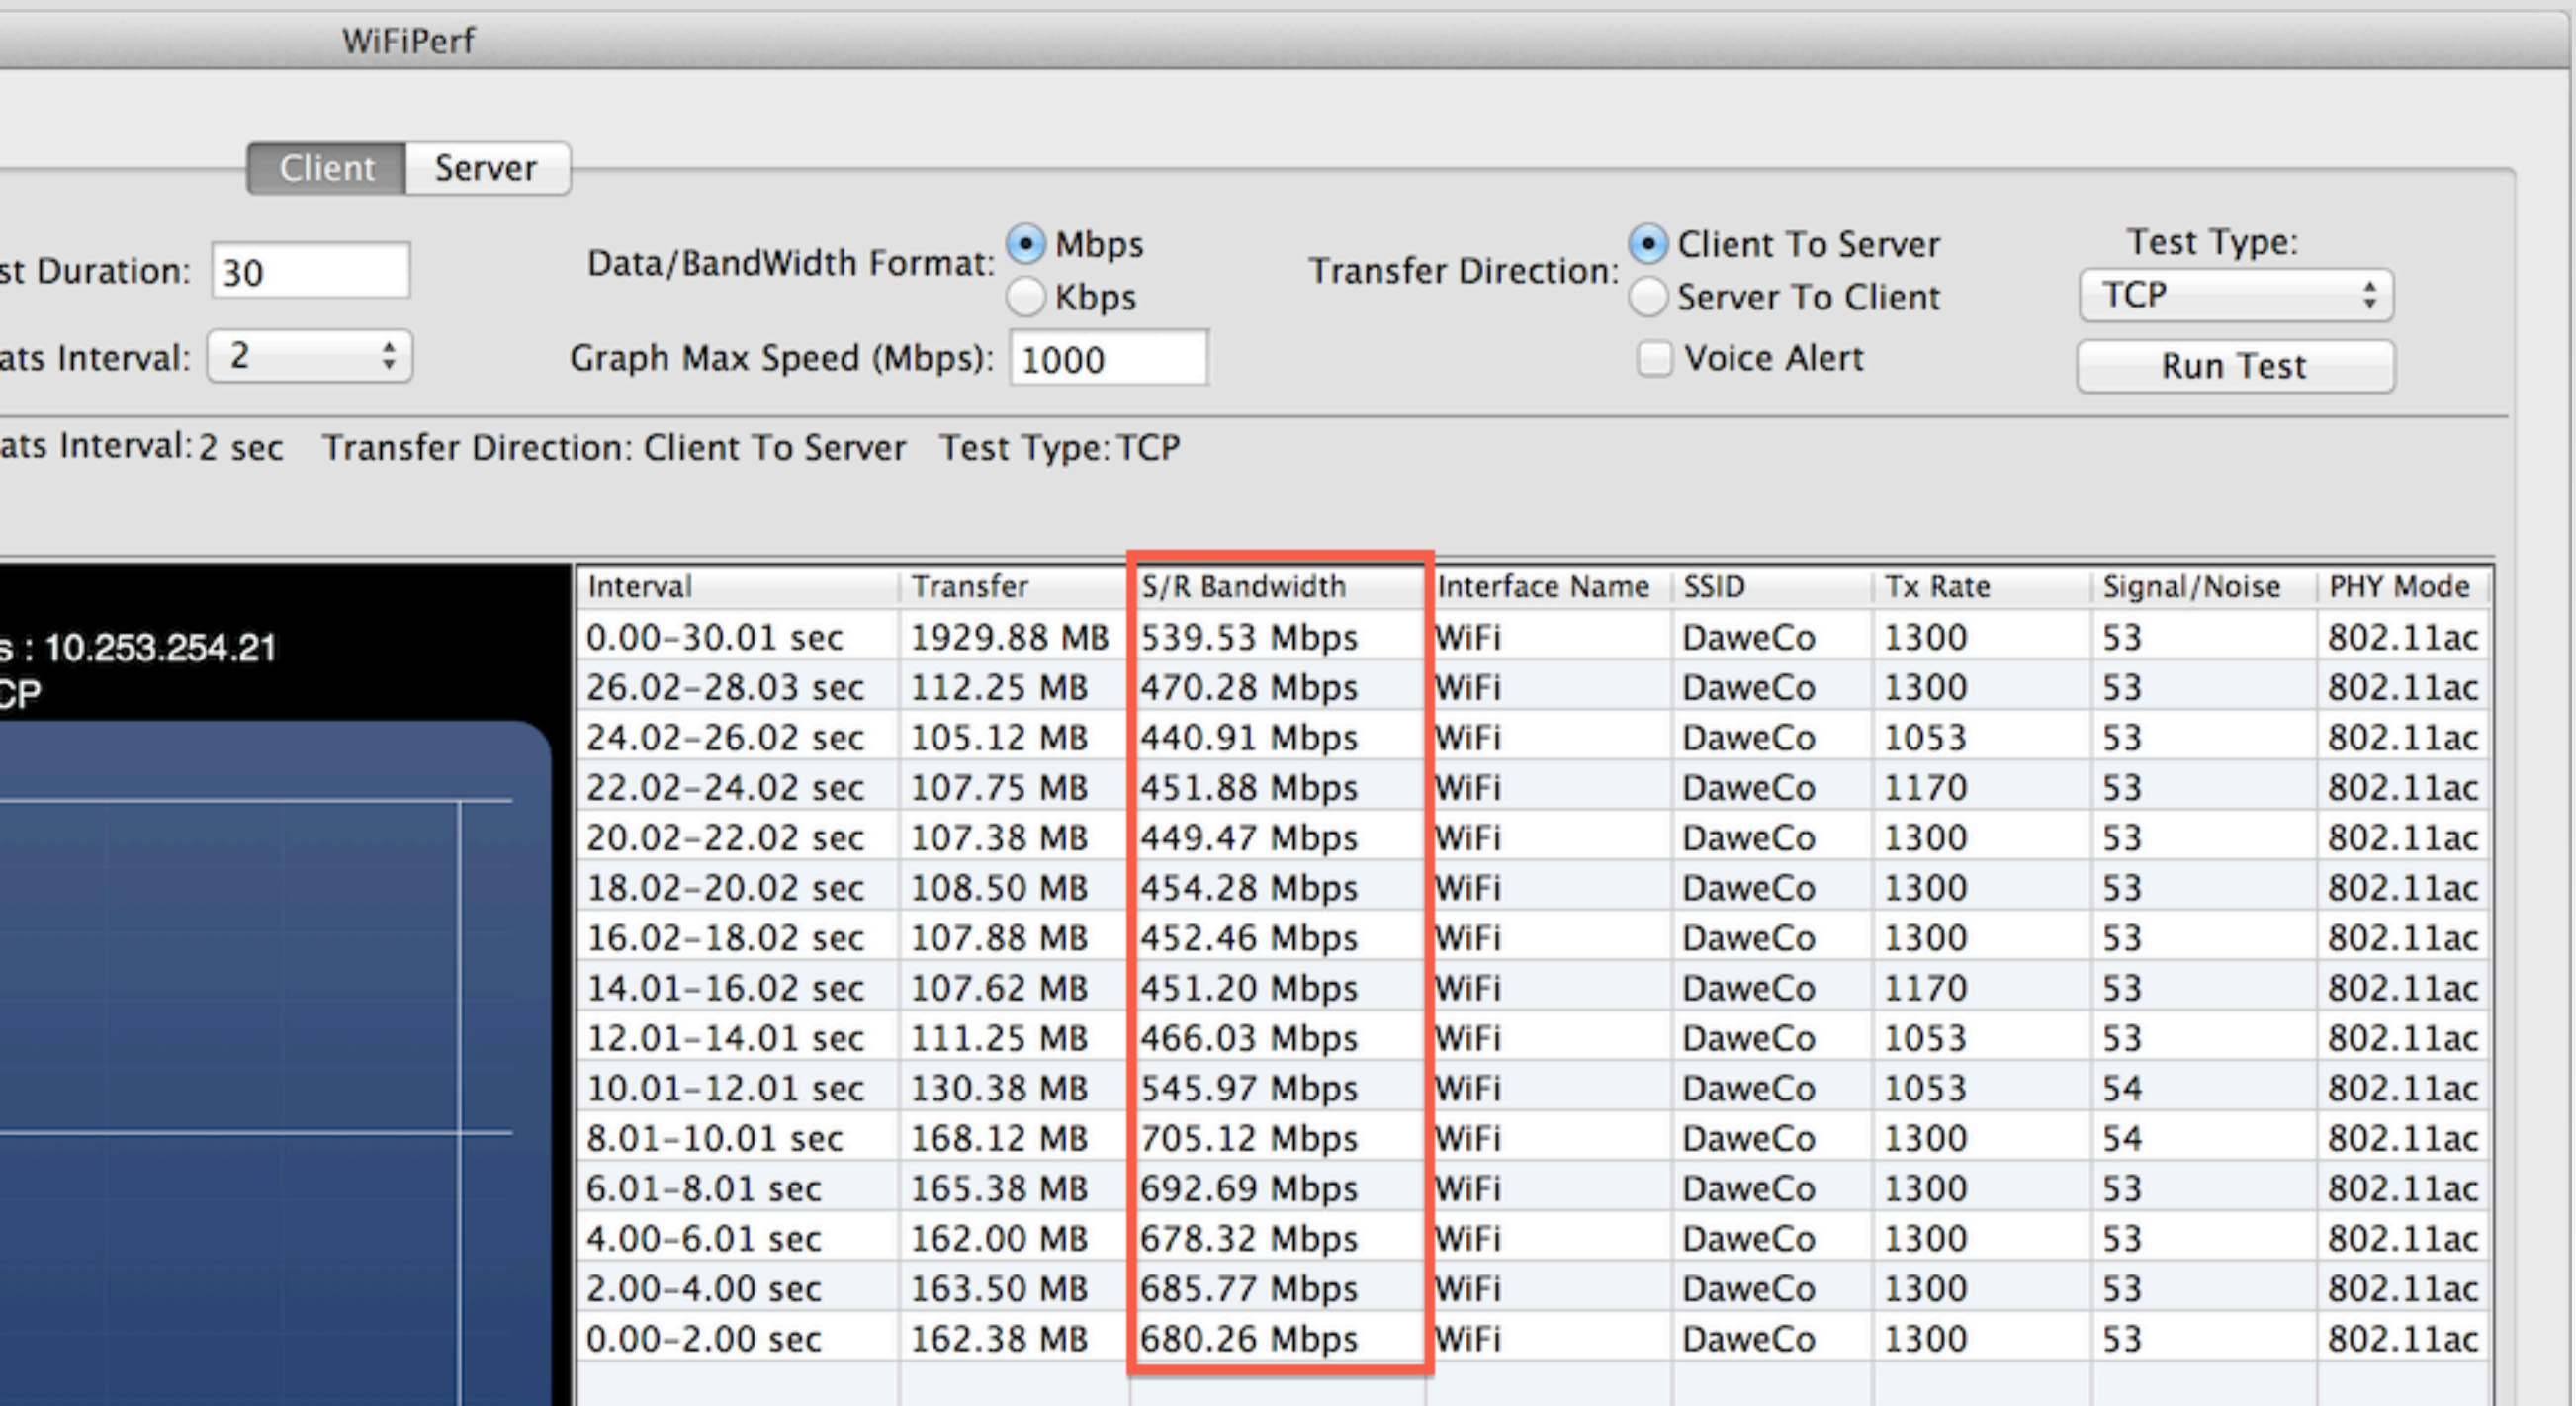 WiFiPerf
Client Server
st Duration: 30
Data/BandWidth Format: Mbps
Kbps
Transfer Direction: Client To Server
Server To Client
Test Type:
TCP
ats Interval: 2
Graph Max Speed (Mbps): 1000
Voice Alert
Run Test
ats Interval: 2 sec Transfer Direction: Client To Server Test Type: TCP
s : 10.253.254.21
CP
Interval Transfer S/R Bandwidth Interface Name SSID Tx Rate Signal/Noise PHY Mode
0.00-30.01 sec 1929.88 MB 539.53 Mbps WiFi DaweCo 1300 53 802.11ac
26.02-28.03 sec 112.25 MB 470.28 Mbps WiFi DaweCo 1300 53 802.11ac
24.02-26.02 sec 105.12 MB 440.91 Mbps WiFi DaweCo 1053 53 802.11ac
22.02-24.02 sec 107.75 MB 451.88 Mbps WiFi DaweCo 1170 53 802.11ac
20.02-22.02 sec 107.38 MB 449.47 Mbps WiFi DaweCo 1300 53 802.11ac
18.02-20.02 sec 108.50 MB 454.28 Mbps WiFi DaweCo 1300 53 802.11ac
16.02-18.02 sec 107.88 MB 452.46 Mbps WiFi DaweCo 1300 53 802.11ac
14.01-16.02 sec 107.62 MB 451.20 Mbps WiFi DaweCo 1170 53 802.11ac
12.01-14.01 sec 111.25 MB 466.03 Mbps WiFi DaweCo 1053 53 802.11ac
10.01-12.01 sec 130.38 MB 545.97 Mbps WiFi DaweCo 1053 54 802.11ac
8.01-10.01 sec 168.12 MB 705.12 Mbps WiFi DaweCo 1300 54 802.11ac
6.01-8.01 sec 165.38 MB 692.69 Mbps WiFi DaweCo 1300 53 802.11ac
4.00-6.01 sec 162.00 MB 678.32 Mbps WiFi DaweCo 1300 53 802.11ac
2.00-4.00 sec 163.50 MB 685.77 Mbps WiFi DaweCo 1300 53 802.11ac
0.00-2.00 sec 162.38 MB 680.26 Mbps WiFi DaweCo 1300 53 802.11ac